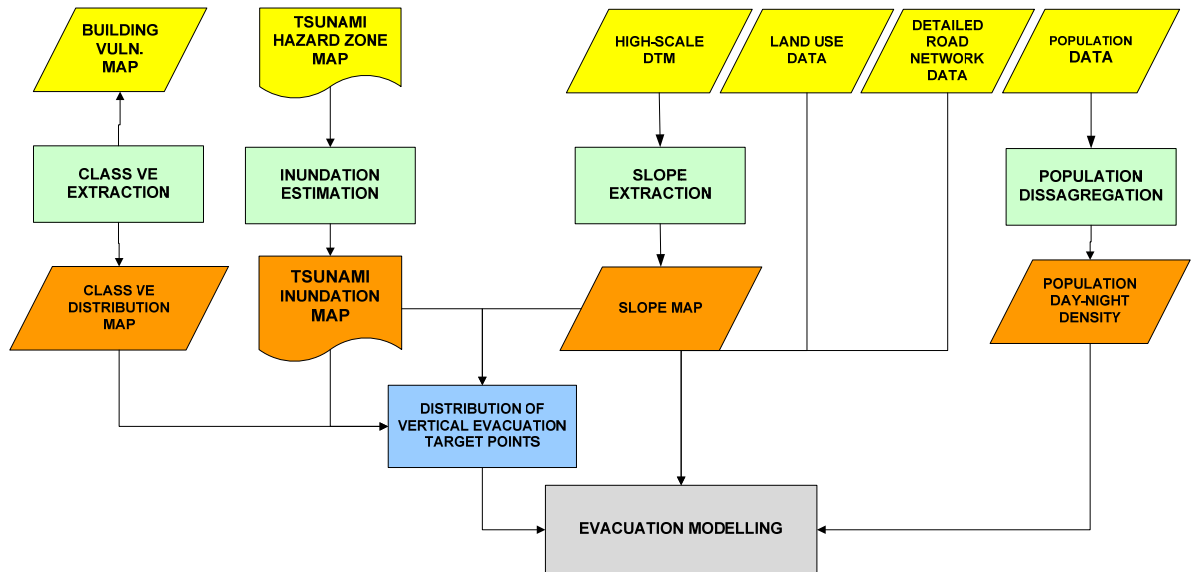 BUILDING
VULN.
MAP
TSUNAMI
HAZARD ZONE
MAP
HIGH-SCALE
DTM
LAND USE
DATA
DETAILED
ROAD
NETWORK
DATA
POPULATION
DATA
CLASS VE
EXTRACTION
INUNDATION
ESTIMATION
SLOPE
EXTRACTION
POPULATION
DISSAGREGATION
CLASS VE
DISTRIBUTION
MAP
TSUNAMI
INUNDATION
MAP
SLOPE MAP
POPULATION
DAY-NIGHT
DENSITY
DISTRIBUTION OF
VERTICAL EVACUATION
TARGET POINTS
EVACUATION MODELLING